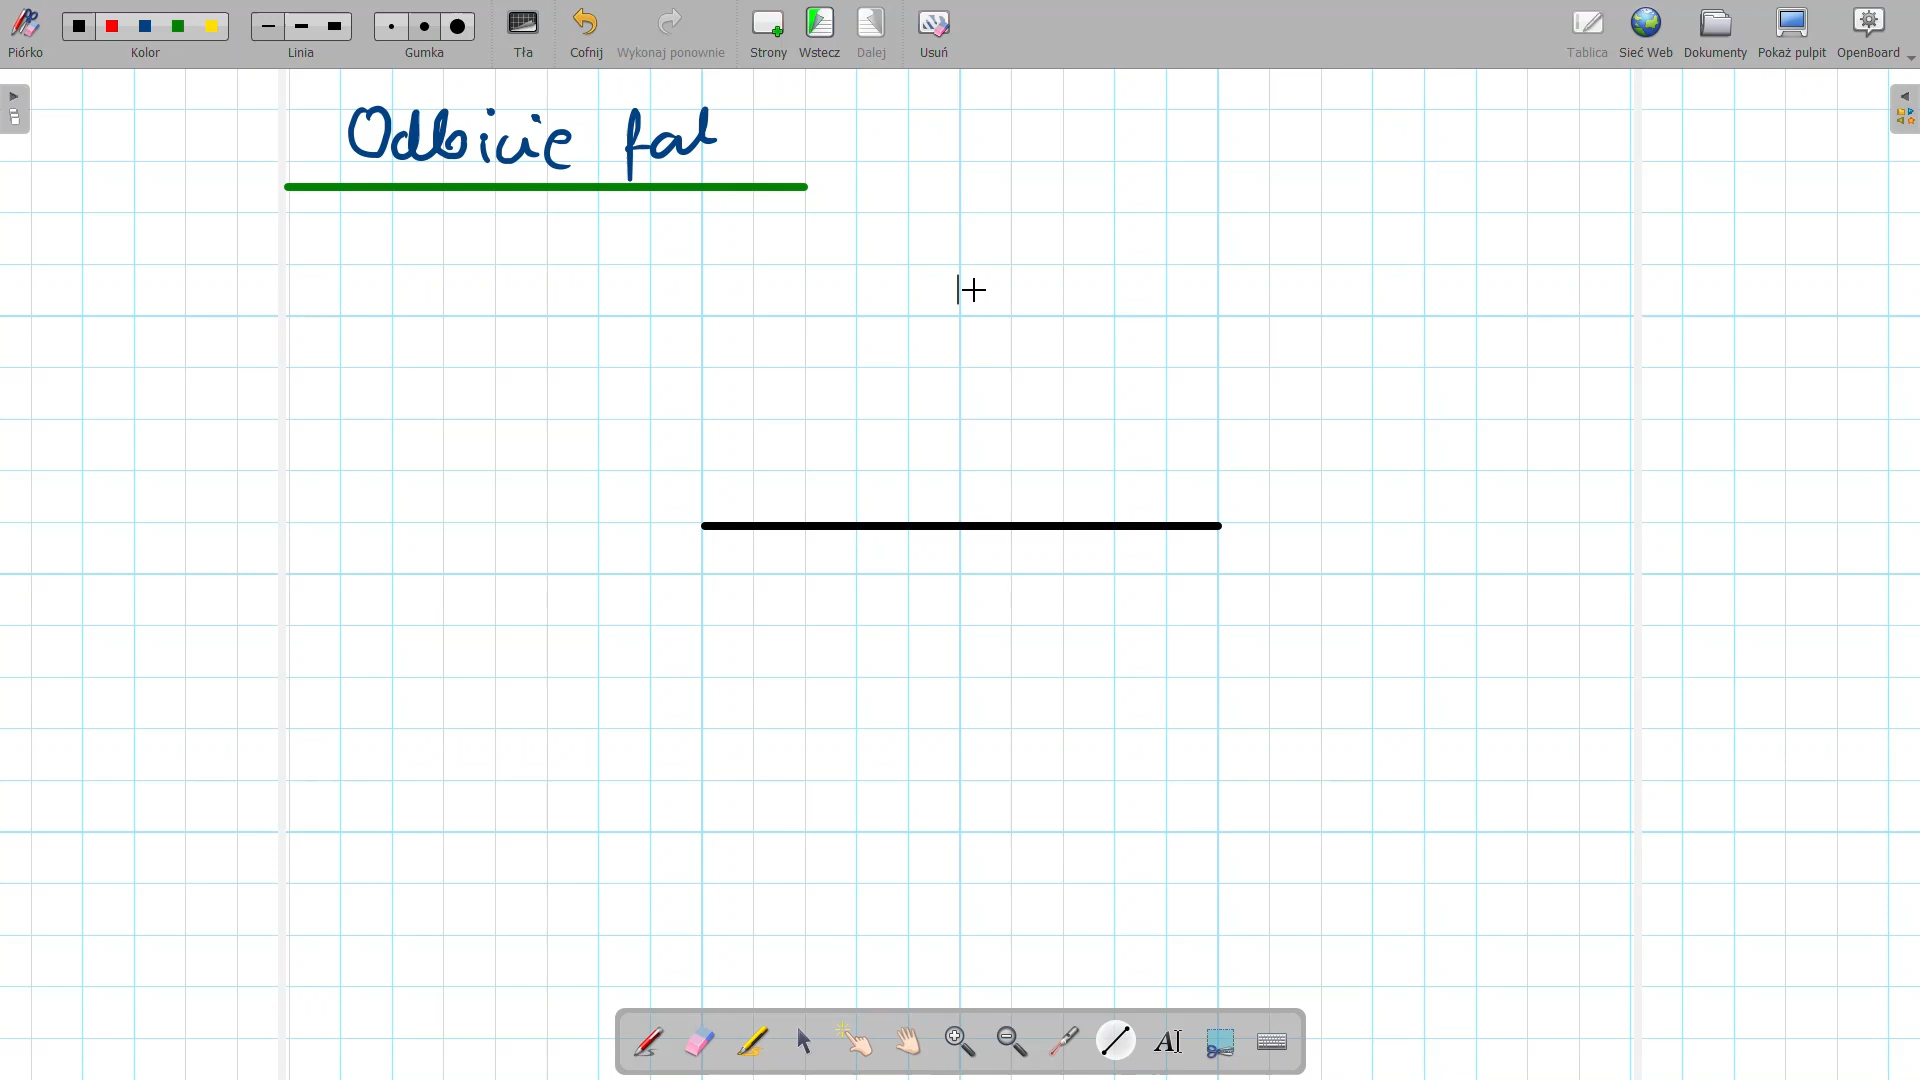 Piórko Kolor Linia Gumka Tła Cofnij Wykonaj ponownie Strony Wstecz Dalej Usuń Tablica Sieć Web Dokumenty Pokaż pulpit OpenBoard
Odbicie fal
A